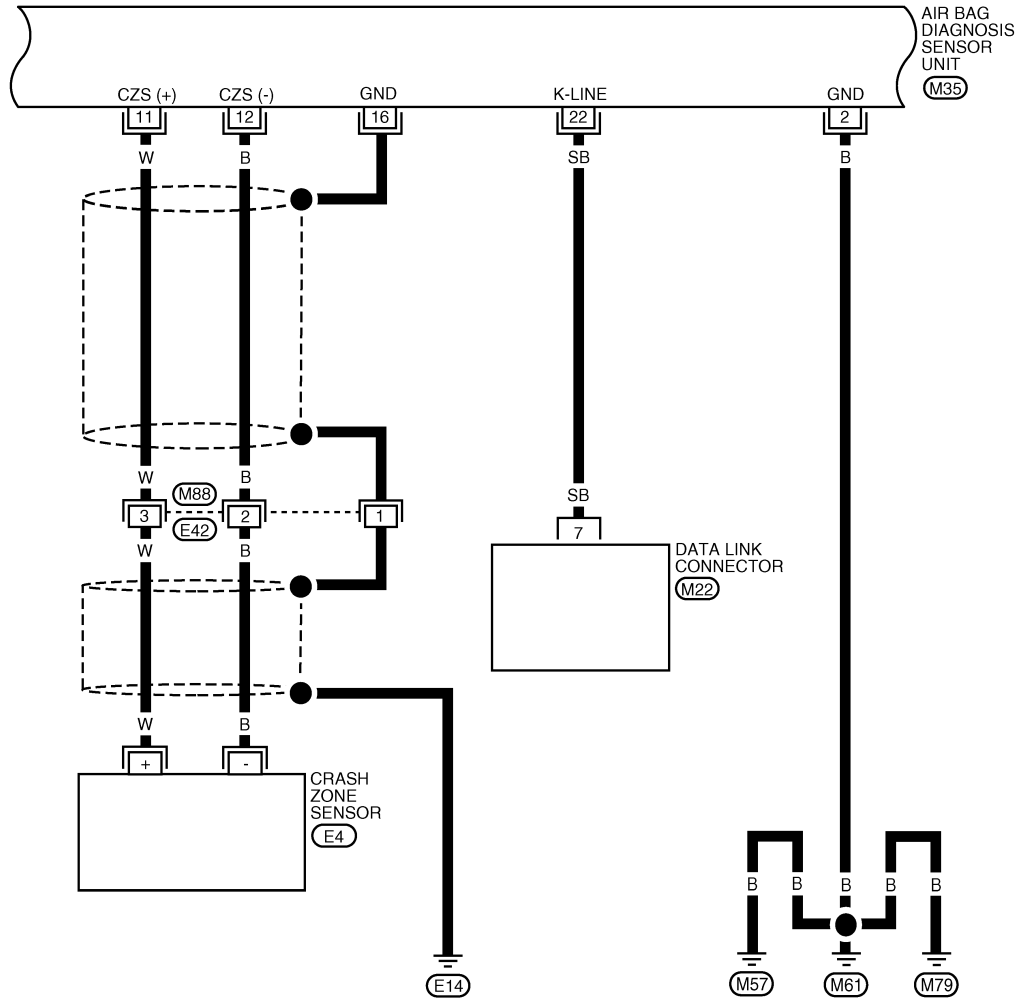 AIR BAG
DIAGNOSIS
SENSOR
UNIT
M35
CZS (+) CZS (-) GND K-LINE GND
11 12 16 22 2
W B SB B
W B SB
M88
3 2 1
E42
7
W B
DATA LINK
CONNECTOR
M22
W B
+ -
CRASH
ZONE
SENSOR
E4
B B B B B
E14 M57 M61 M79